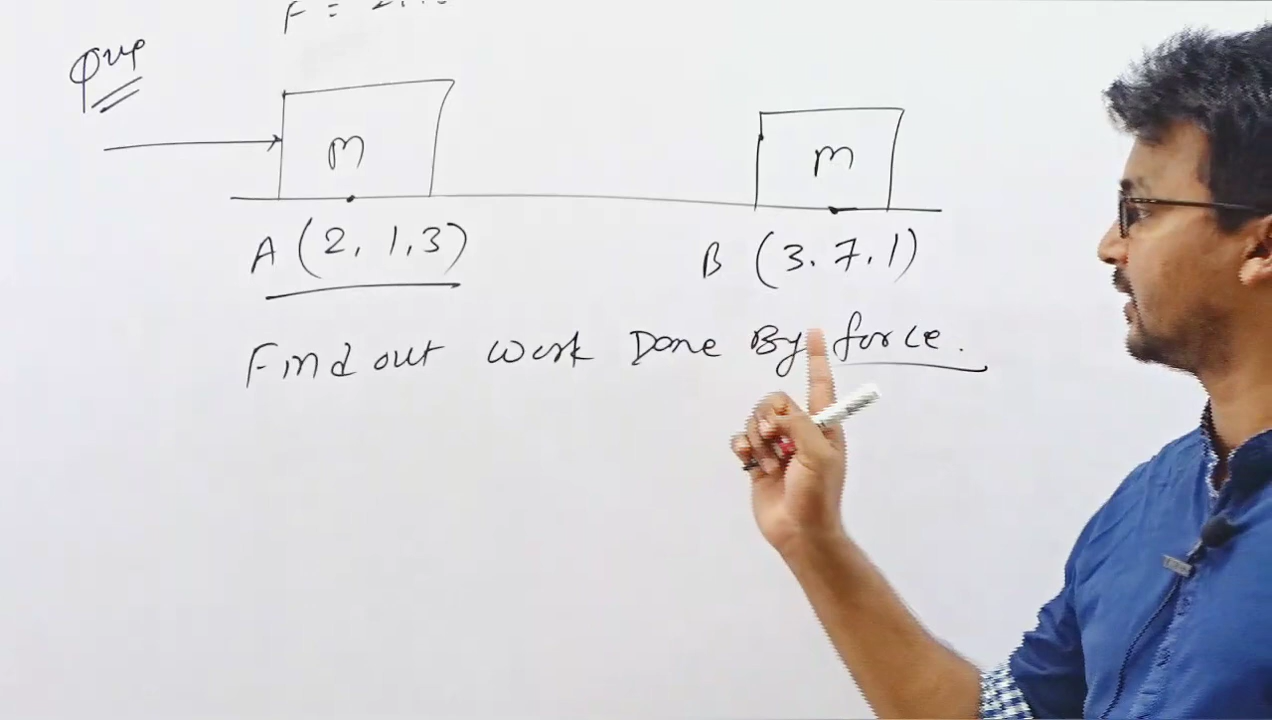 F =
Que
m m
A (2, 1, 3) B (3. 7. 1)
Find out work Done By force.